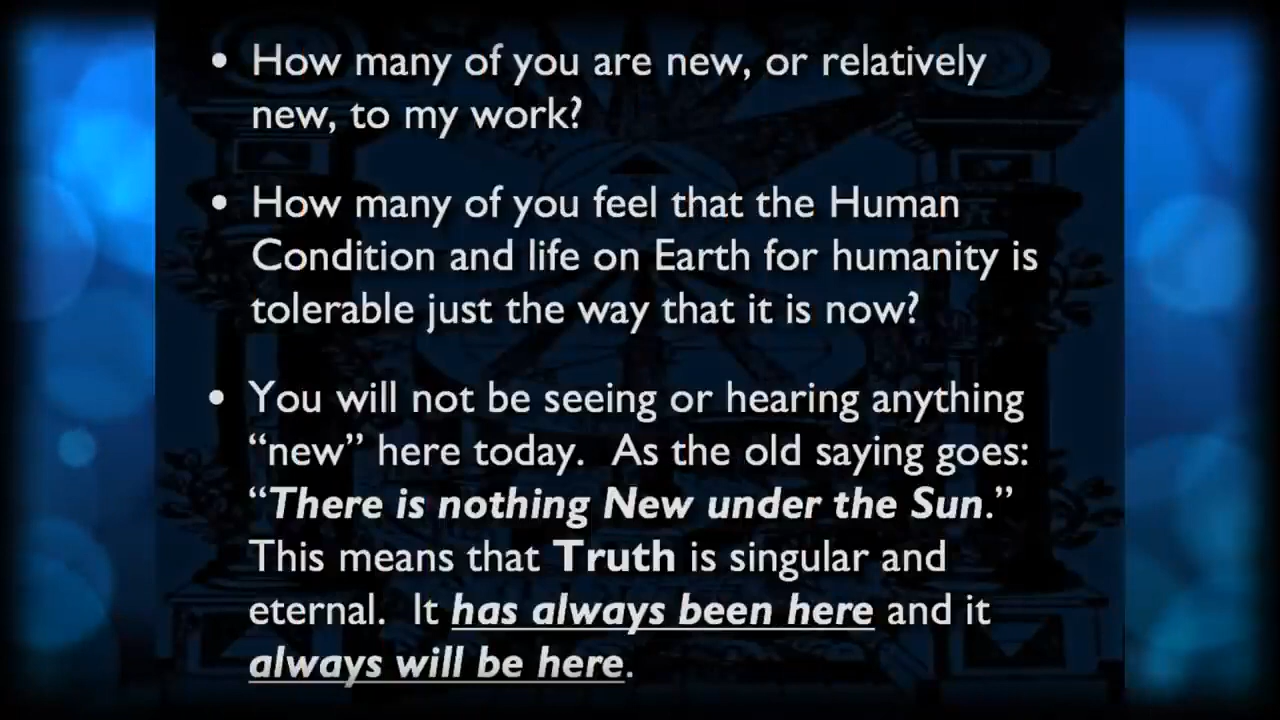 • How many of you are new, or relatively
new, to my work?
• How many of you feel that the Human
Condition and life on Earth for humanity is
tolerable just the way that it is now?
• You will not be seeing or hearing anything
“new” here today.  As the old saying goes:
“There is nothing New under the Sun.”
This means that Truth is singular and
eternal.  It has always been here and it
always will be here.